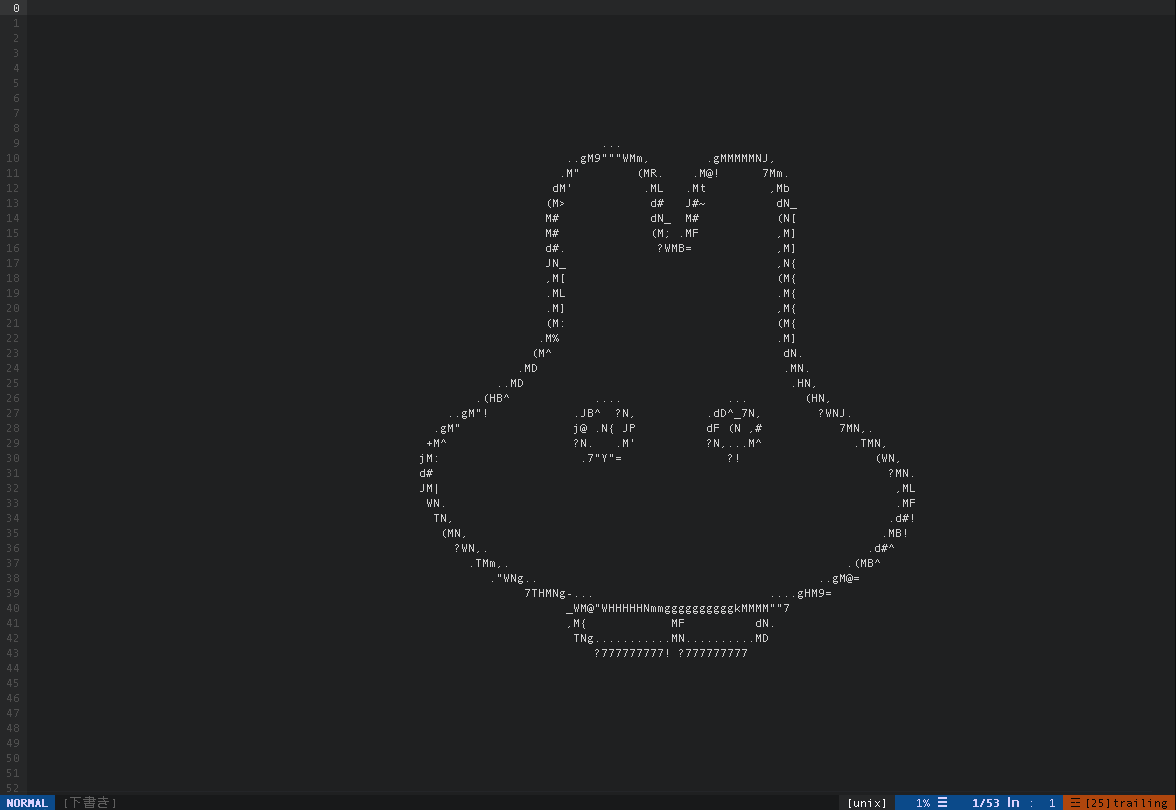 0
1
2
3
4
5
6
7
8
9 ...
10 ..gM9"""WMm, .gMMMMMNJ,
11 .M" (MR. .M@! 7Mm.
12 dM' .ML .Mt ,Mb
13 (M> d# J#~ dN_
14 M# dN_ M# (N[
15 M# (M; .MF ,M]
16 d#. ?WMB= ,M]
17 JN_ ,N{
18 ,M[ (M{
19 .ML .M{
20 .M] ,M{
21 (M: (M{
22 .M% .M]
23 (M^ dN.
24 .MD .MN.
25 ..MD .HN,
26 .(HB^ .... ... (HN,
27 ..gM"! .JB^ ?N, .dD^_7N, ?WNJ.
28 .gM" j@ .N{ JP dF (N ,# 7MN,.
29 +M^ ?N. .M' ?N,...M^ .TMN,
30 jM: .7"Y"= ?! (WN,
31 d# ?MN.
32 JM| ,ML
33 WN. .MF
34 TN, .d#!
35 (MN, .MB!
36 ?WN,. .d#^
37 .TMm,. .(MB^
38 ."WNg.. ..gM@=
39 7THMNg-... ....gHM9=
40 _WM@"WHHHHHNmmggggggggggkMMMM""7
41 ,M{ MF dN.
42 TNg...........MN..........MD
43 ?777777777! ?777777777
44
45
46
47
48
49
50
51
52
NORMAL [下書き] [unix] 1% ☰ 1/53 ln : 1 ☲ [25]trailing